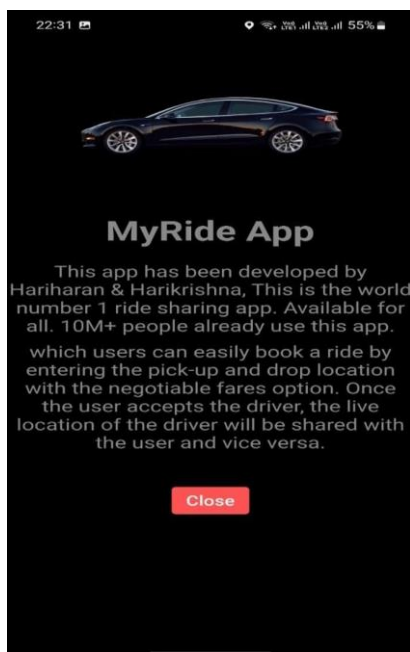 22:31 55%
MyRide App
This app has been developed by
Hariharan & Harikrishna, This is the world
number 1 ride sharing app. Available for
all. 10M+ people already use this app.
which users can easily book a ride by
entering the pick-up and drop location
with the negotiable fares option. Once
the user accepts the driver, the live
location of the driver will be shared with
the user and vice versa.
Close